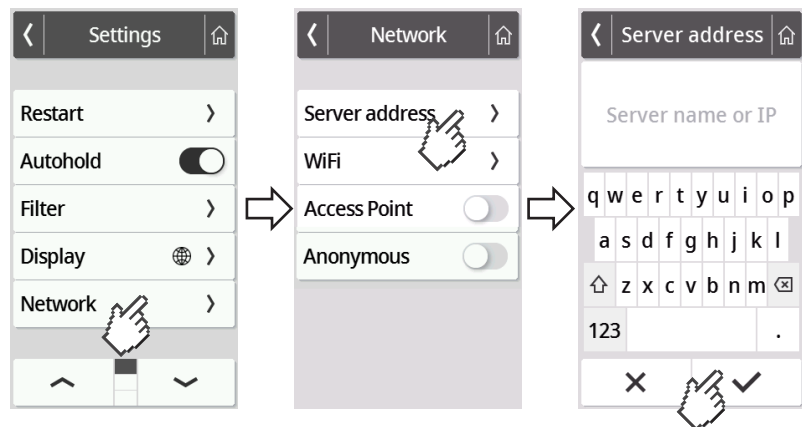 Settings
Restart
Autohold
Filter
Display
Network
Network
Server address
WiFi
Access Point
Anonymous
Server address
Server name or IP
q w e r t y u i o p
a s d f g h j k l
z x c v b n m
123 .